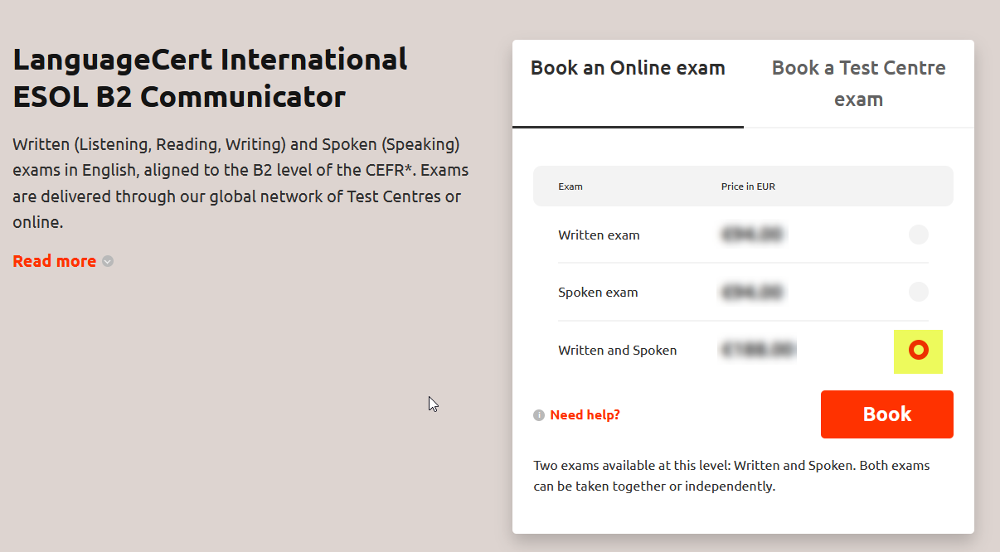 LanguageCert International
ESOL B2 Communicator
Written (Listening, Reading, Writing) and Spoken (Speaking)
exams in English, aligned to the B2 level of the CEFR*. Exams
are delivered through our global network of Test Centres or
online.
Read more
Book an Online exam
Book a Test Centre
exam
Exam Price in EUR
Written exam
Spoken exam
Written and Spoken
Need help?
Book
Two exams available at this level: Written and Spoken. Both exams
can be taken together or independently.